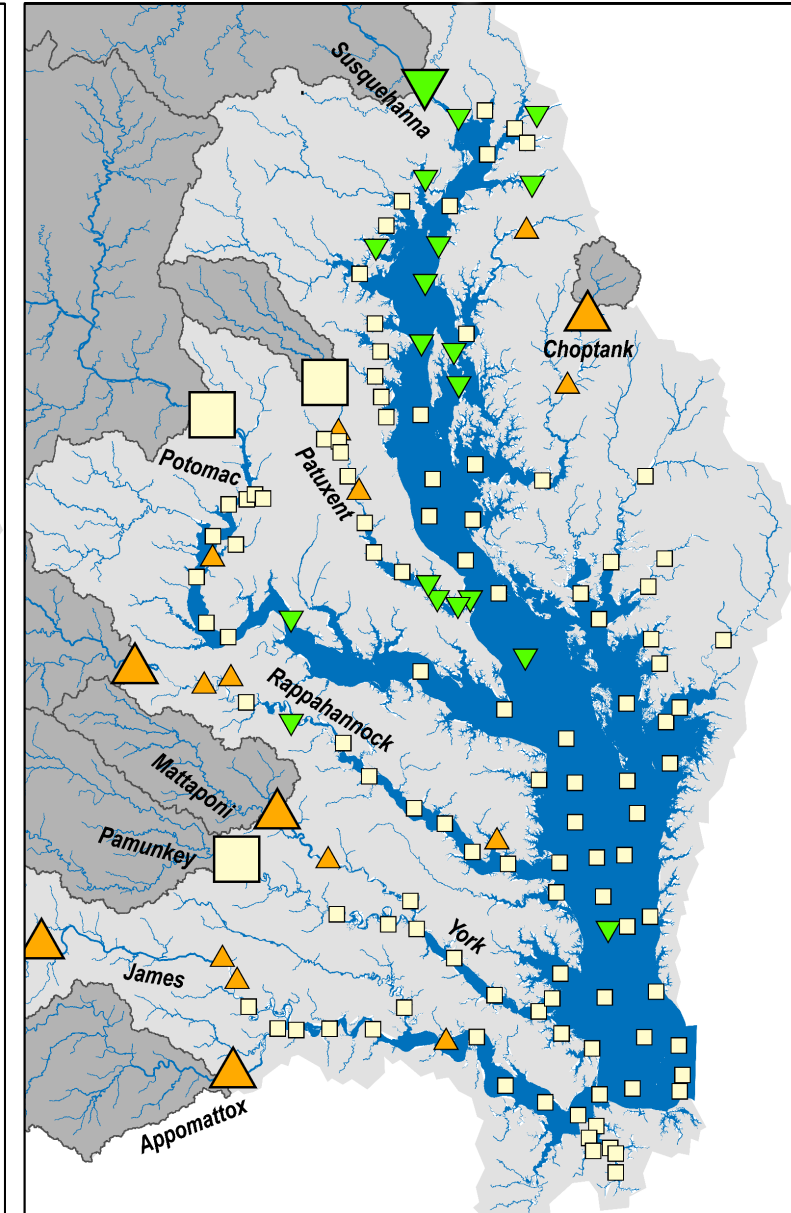 Susquehanna
Choptank
Potomac
Patuxent
Rappahannock
Mattaponi
Pamunkey
York
James
Appomattox